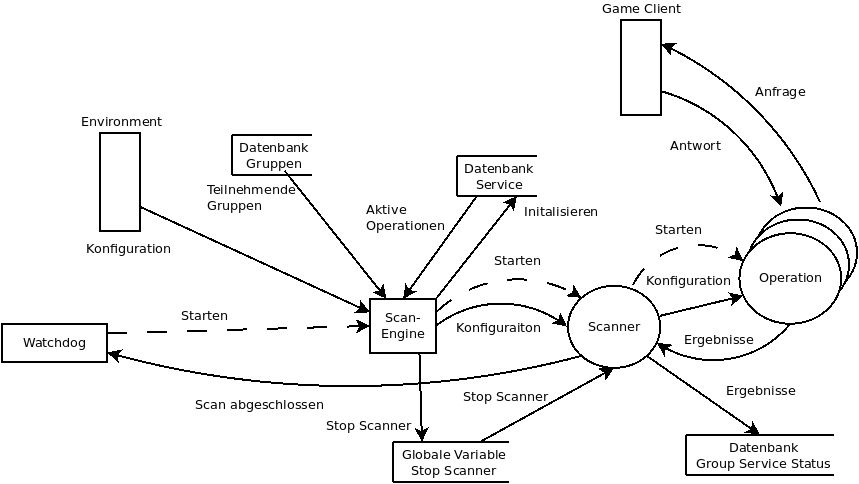 Game Client
Anfrage
Environment
Datenbank
Gruppen
Antwort
Datenbank
Service
Teilnehmende
Gruppen
Aktive
Operationen
Initalisieren
Starten
Konfiguration
Starten
Konfiguration
Operation
Starten
Scan-
Engine
Konfiguraiton
Scanner
Watchdog
Ergebnisse
Scan abgeschlossen
Stop Scanner
Ergebnisse
Stop Scanner
Globale Variable
Stop Scanner
Datenbank
Group Service Status